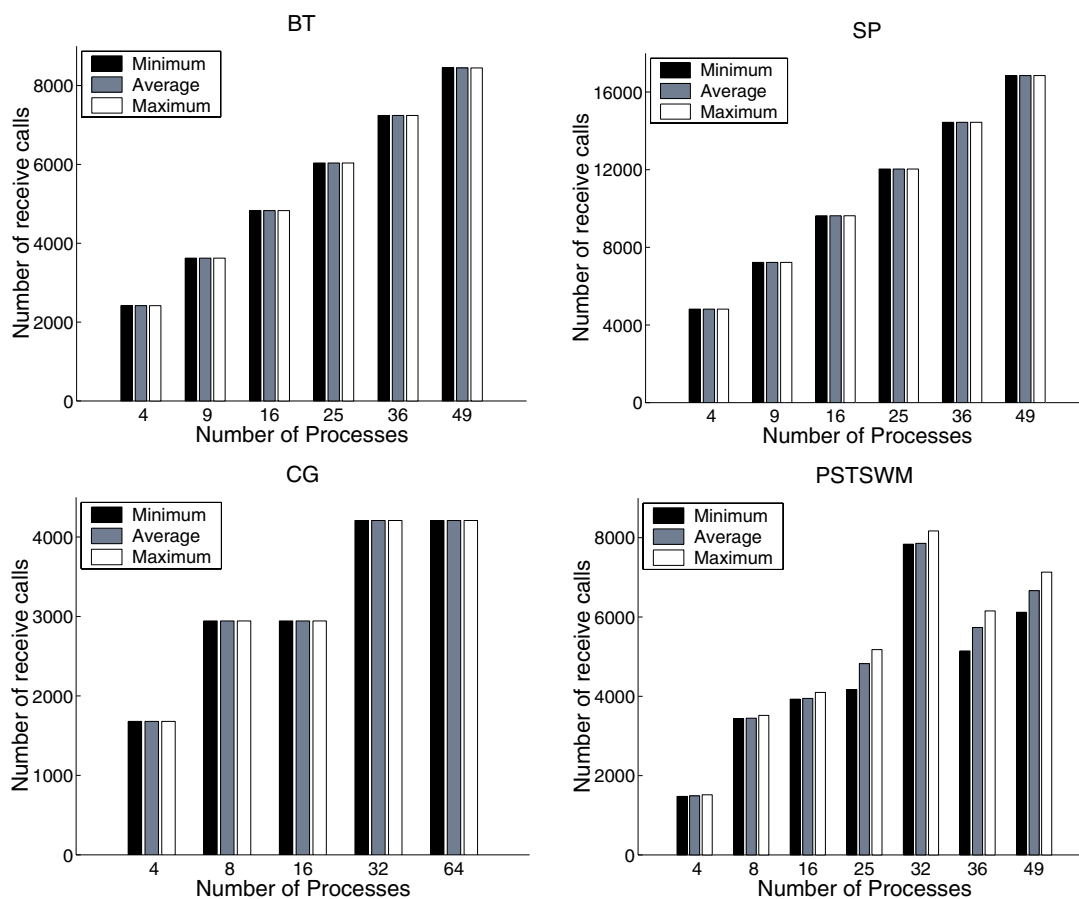 BT
Minimum
Average
Maximum
Number of receive calls
8000
6000
4000
2000
0
4 9 16 25 36 49
Number of Processes
SP
Minimum
Average
Maximum
Number of receive calls
16000
12000
8000
4000
0
4 9 16 25 36 49
Number of Processes
CG
Minimum
Average
Maximum
Number of receive calls
4000
3000
2000
1000
0
4 8 16 32 64
Number of Processes
PSTSWM
Minimum
Average
Maximum
Number of receive calls
8000
6000
4000
2000
0
4 8 16 25 32 36 49
Number of Processes